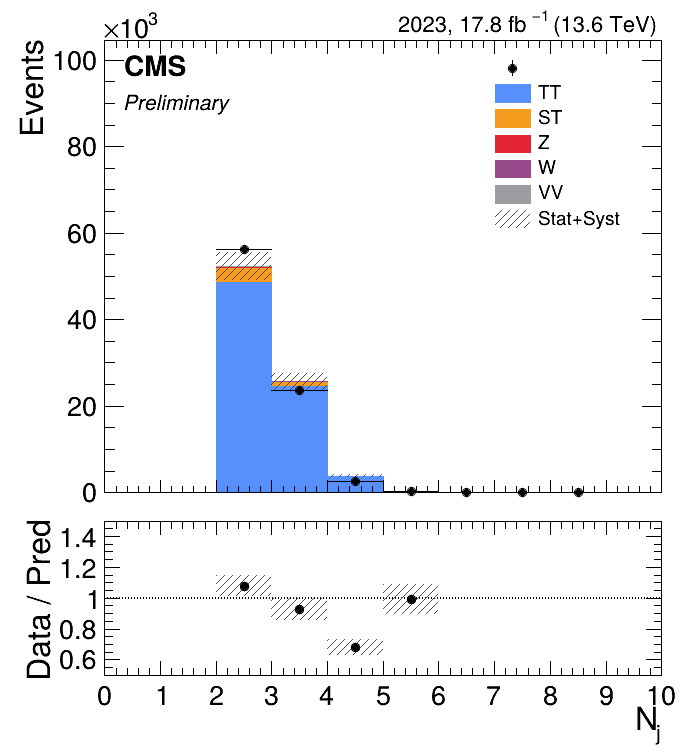 ×10³
2023, 17.8 fb⁻¹ (13.6 TeV)
CMS
Preliminary
Events
100
80
60
40
20
0
TT
ST
Z
W
VV
Stat+Syst
Data / Pred
1.4
1.2
1
0.8
0.6
0 1 2 3 4 5 6 7 8 9 10
N_j